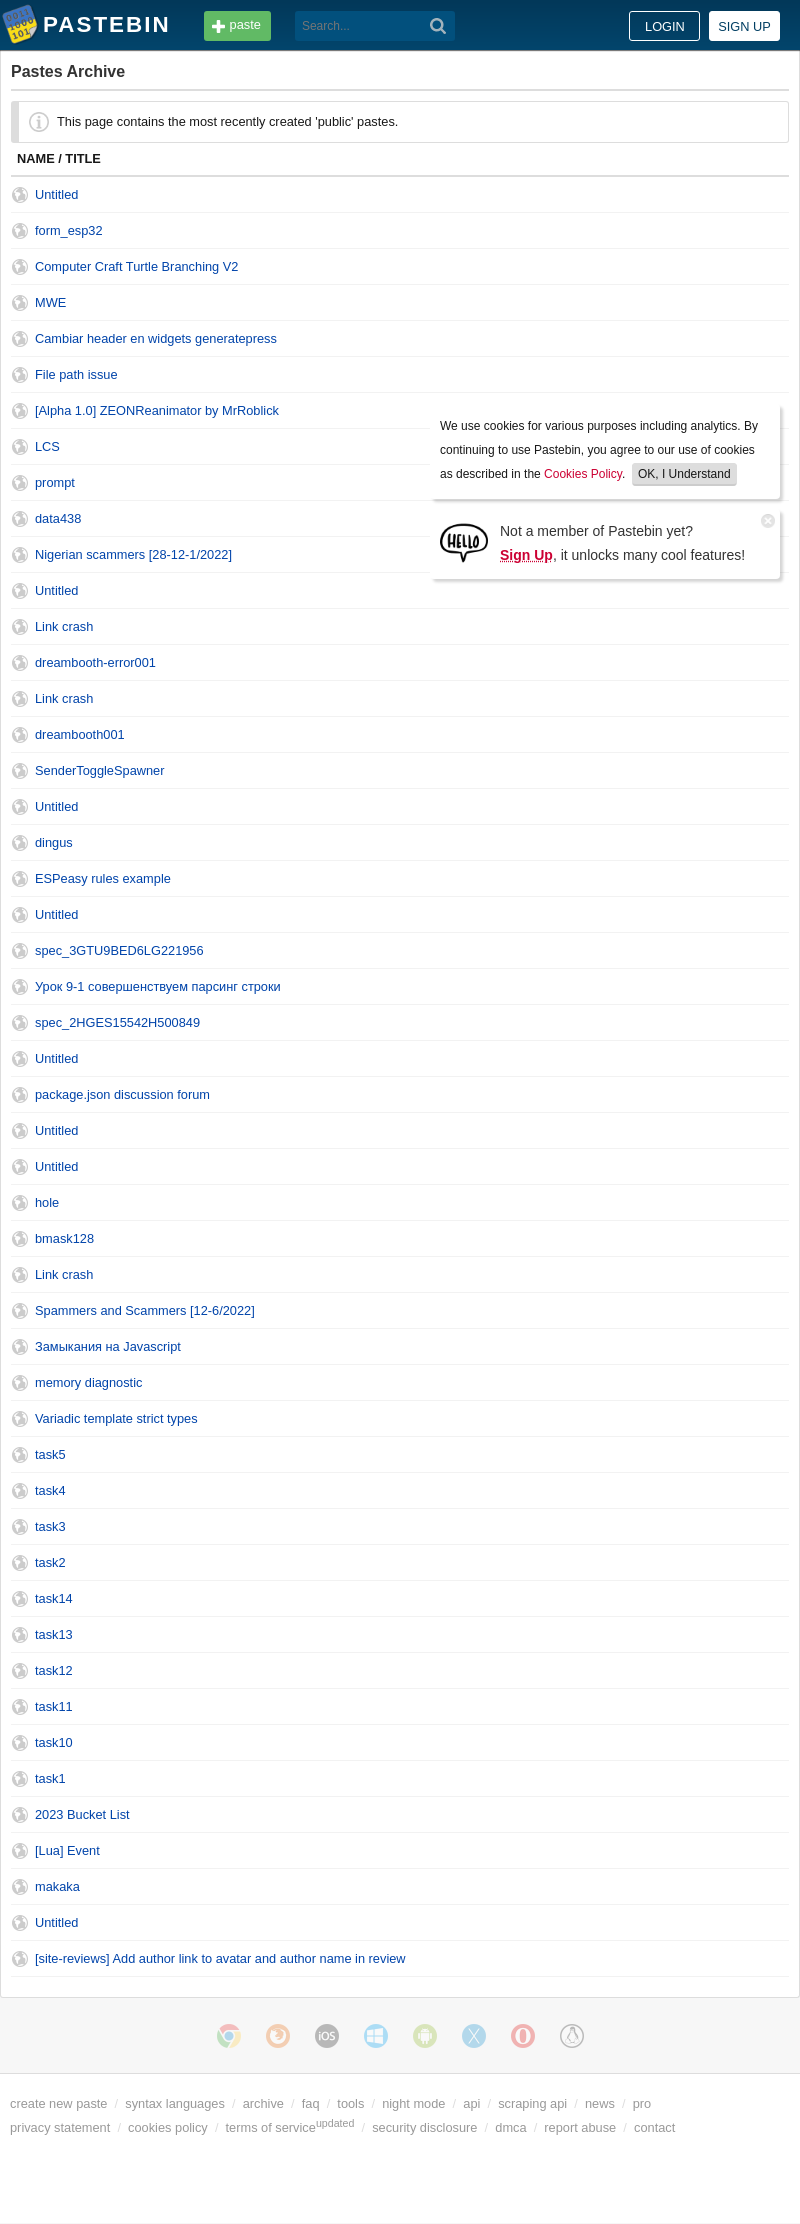 PASTEBIN paste Search... LOGIN SIGN UP
Pastes Archive
This page contains the most recently created 'public' pastes.
NAME / TITLE
Untitled
form_esp32
Computer Craft Turtle Branching V2
MWE
Cambiar header en widgets generatepress
File path issue
[Alpha 1.0] ZEONReanimator by MrRoblick
LCS
prompt
data438
Nigerian scammers [28-12-1/2022]
We use cookies for various purposes including analytics. By
continuing to use Pastebin, you agree to our use of cookies
as described in the Cookies Policy. OK, I Understand
HELLO
Not a member of Pastebin yet?
Sign Up, it unlocks many cool features!
Untitled
Link crash
dreambooth-error001
Link crash
dreambooth001
SenderToggleSpawner
Untitled
dingus
ESPeasy rules example
Untitled
spec_3GTU9BED6LG221956
Урок 9-1 совершенствуем парсинг строки
spec_2HGES15542H500849
Untitled
package.json discussion forum
Untitled
Untitled
hole
bmask128
Link crash
Spammers and Scammers [12-6/2022]
Замыкания на Javascript
memory diagnostic
Variadic template strict types
task5
task4
task3
task2
task14
task13
task12
task11
task10
task1
2023 Bucket List
[Lua] Event
makaka
Untitled
[site-reviews] Add author link to avatar and author name in review
iOS
create new paste / syntax languages / archive / faq / tools / night mode / api / scraping api / news / pro
privacy statement / cookies policy / terms of service updated / security disclosure / dmca / report abuse / contact